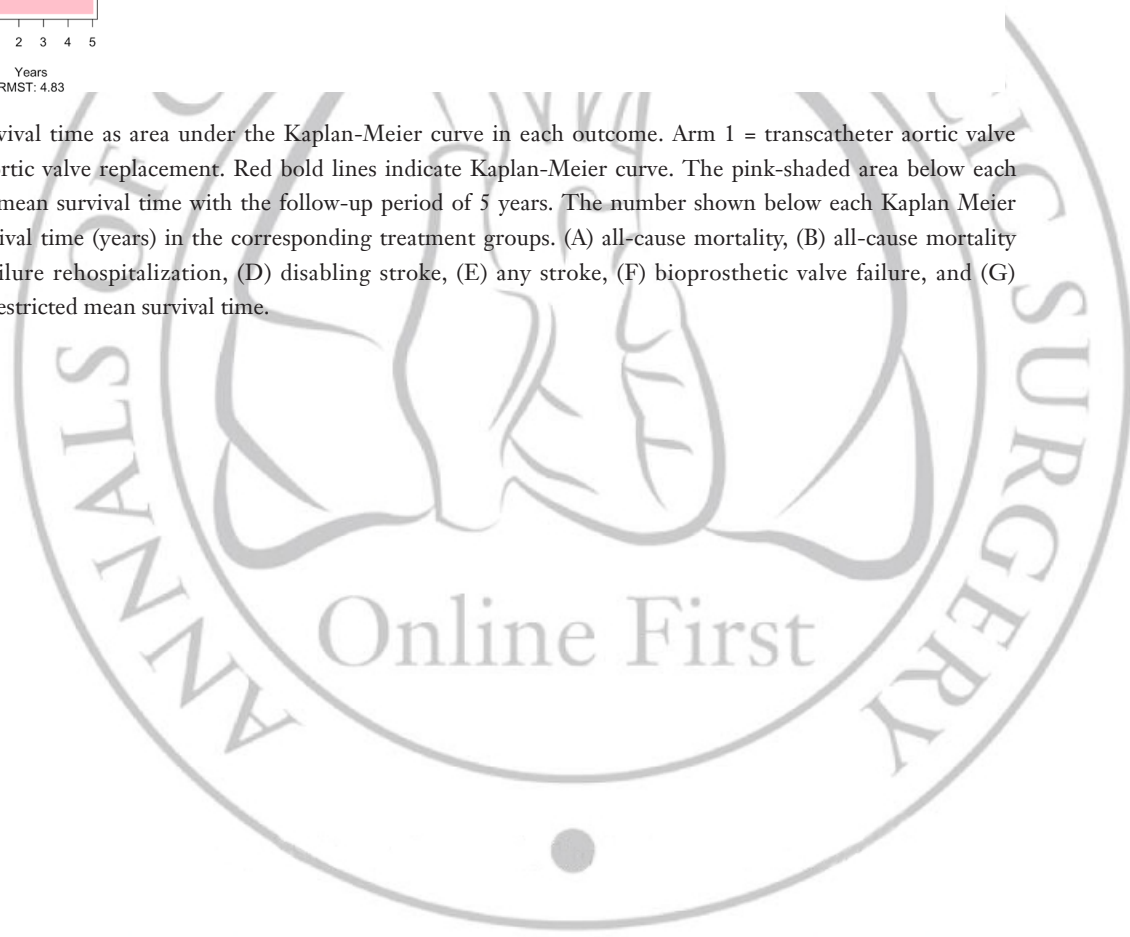 2 3 4 5
Years
RMST: 4.83
vival time as area under the Kaplan-Meier curve in each outcome. Arm 1 = transcatheter aortic valve
ortic valve replacement. Red bold lines indicate Kaplan-Meier curve. The pink-shaded area below each
mean survival time with the follow-up period of 5 years. The number shown below each Kaplan Meier
ival time (years) in the corresponding treatment groups. (A) all-cause mortality, (B) all-cause mortality
ilure rehospitalization, (D) disabling stroke, (E) any stroke, (F) bioprosthetic valve failure, and (G)
estricted mean survival time.
ANNALS OF
IC SURGERY
Online First